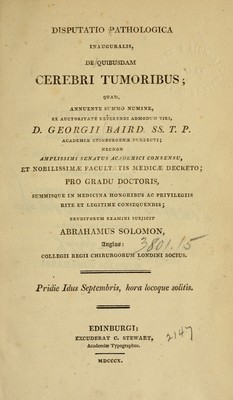 DISPUTATIO PATHOLOGICA
INAUGURALIS,
DE QUIBUSDAM
CEREBRI TUMORIBUS;
QUAM,
ANNUENTE SUMMO NUMINE,
EX AUCTORITATE REVERENDI ADMODUM VIRI,
D. GEORGII BAIRD, SS. T. P.
ACADEMIÆ EDINBURGENÆ PRÆFECTI;
NECNON
AMPLISSIMI SENATUS ACADEMICI CONSENSU,
ET NOBILISSIMÆ FACULTATIS MEDICÆ DECRETO;
PRO GRADU DOCTORIS,
SUMMISQUE IN MEDICINA HONORIBUS AC PRIVILEGIIS
RITE ET LEGITIME CONSEQUENDIS;
ERUDITORUM EXAMINI SUBJICIT
ABRAHAMUS SOLOMON,
Anglus:
3801.15
COLLEGII REGII CHIRURGORUM LONDINI SOCIUS.
Pridie Idus Septembris, hora locoque solitis.
EDINBURGI:
EXCUDEBAT C. STEWART,
Academiæ Typographus.
2147
MDCCCX.